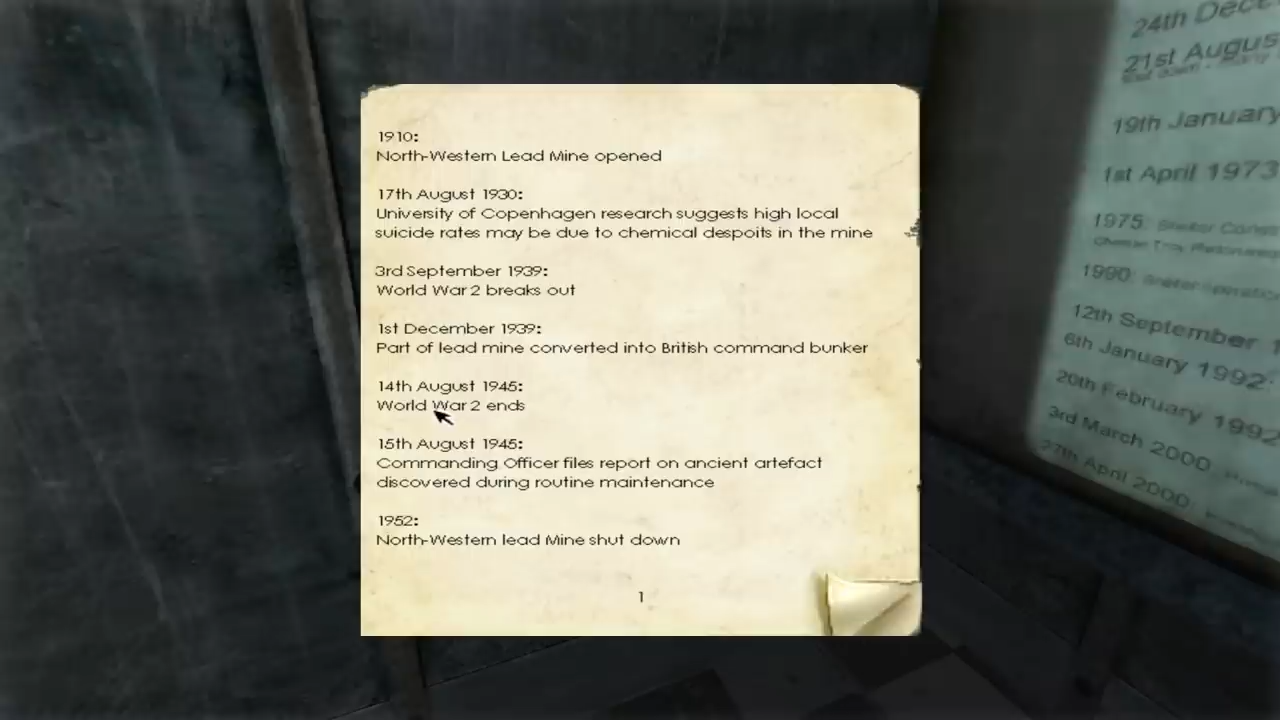 1910:
North-Western Lead Mine opened
17th August 1930:
University of Copenhagen research suggests high local
suicide rates may be due to chemical despoits in the mine
3rd September 1939:
World War 2 breaks out
1st December 1939:
Part of lead mine converted into British command bunker
14th August 1945:
World War 2 ends
15th August 1945:
Commanding Officer files report on ancient artefact
discovered during routine maintenance
1952:
North-Western lead Mine shut down
1
24th
21st
19th January
1st April 1973
1975: Shelter
1990: Shelter
12th September
6th January 1992:
20th February 1992
3rd March 2000
27th April 2000